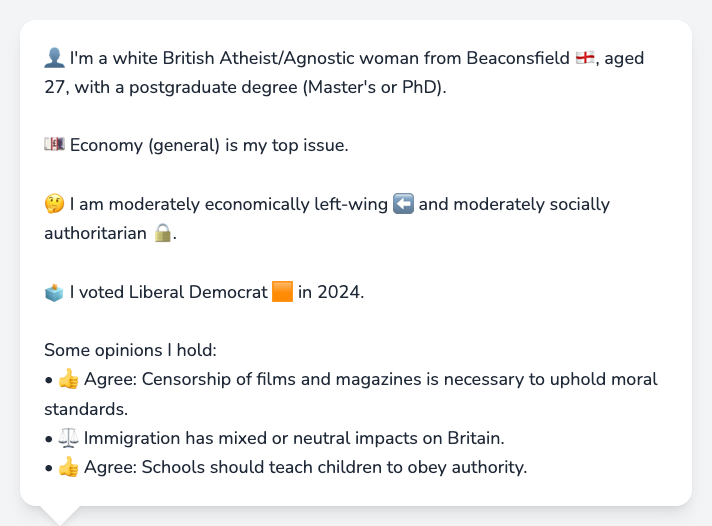 👤 I'm a white British Atheist/Agnostic woman from Beaconsfield 🏴󠁧󠁢󠁥󠁮󠁧󠁿, aged
27, with a postgraduate degree (Master's or PhD).
💷 Economy (general) is my top issue.
🤔 I am moderately economically left-wing ⬅️ and moderately socially
authoritarian 🔒.
🗳️ I voted Liberal Democrat 🟧 in 2024.
Some opinions I hold:
• 👍 Agree: Censorship of films and magazines is necessary to uphold moral
standards.
• ⚖️ Immigration has mixed or neutral impacts on Britain.
• 👍 Agree: Schools should teach children to obey authority.